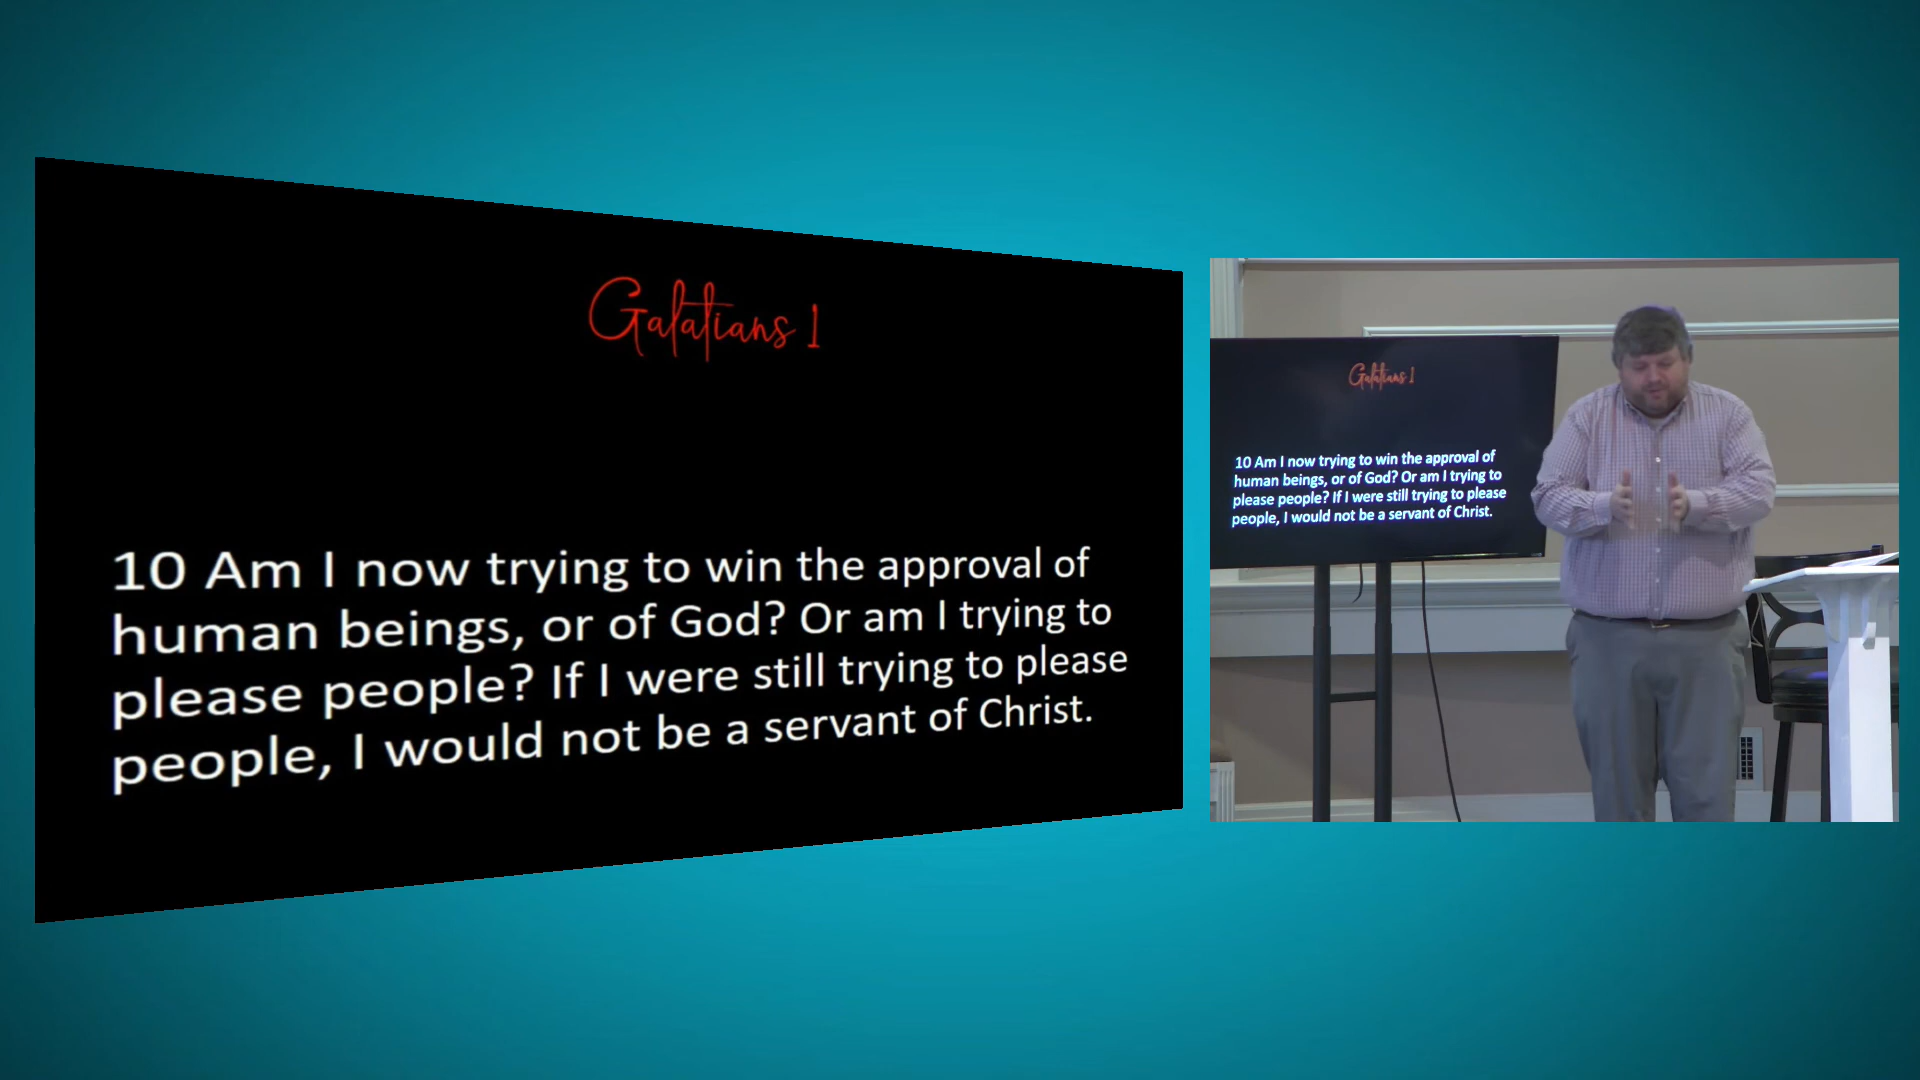 Galatians 1
10 Am I now trying to win the approval of
human beings, or of God? Or am I trying to
please people? If I were still trying to please
people, I would not be a servant of Christ.
Galatians 1
10 Am I now trying to win the approval of
human beings, or of God? Or am I trying to
please people? If I were still trying to please
people, I would not be a servant of Christ.